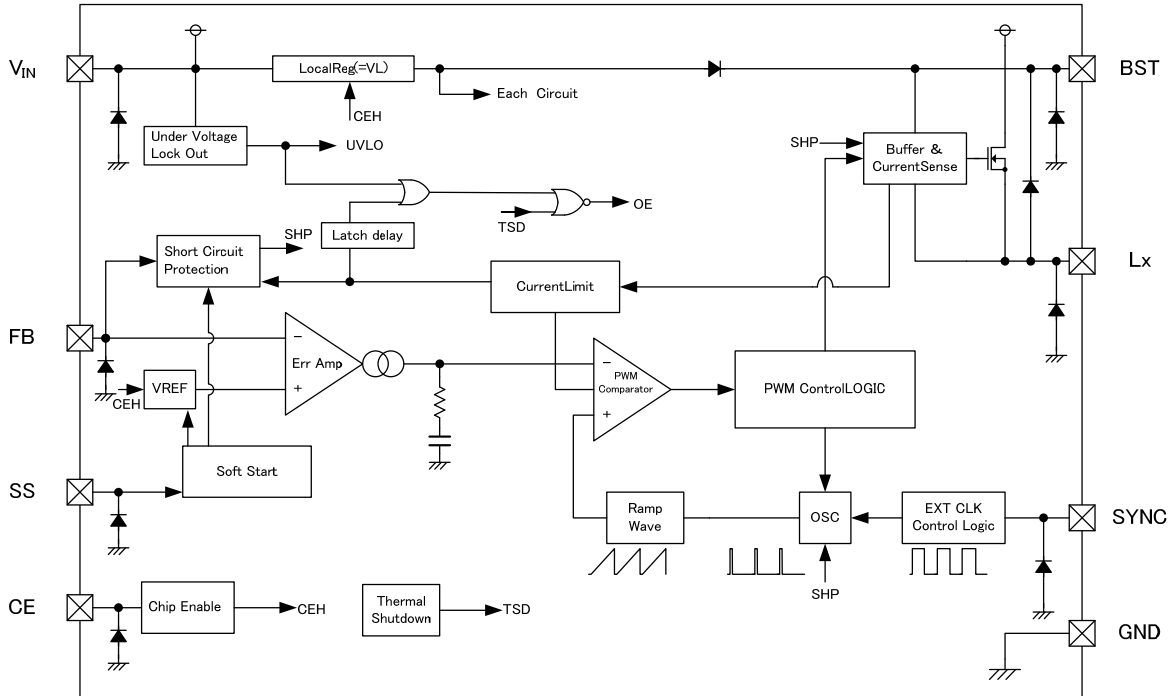 VIN
LocalReg(=VL)
BST
Each Circuit
CEH
Under Voltage
Lock Out
UVLO
SHP
Buffer &
CurrentSense
OE
TSD
Latch delay
SHP
Short Circuit
Protection
CurrentLimit
Lx
FB
−
Err Amp
+
CEH
VREF
−
PWM
Comparator
+
PWM ControlLOGIC
Soft Start
SS
Ramp
Wave
OSC
EXT CLK
Control Logic
SYNC
SHP
CE
Chip Enable
CEH
Thermal
Shutdown
TSD
GND